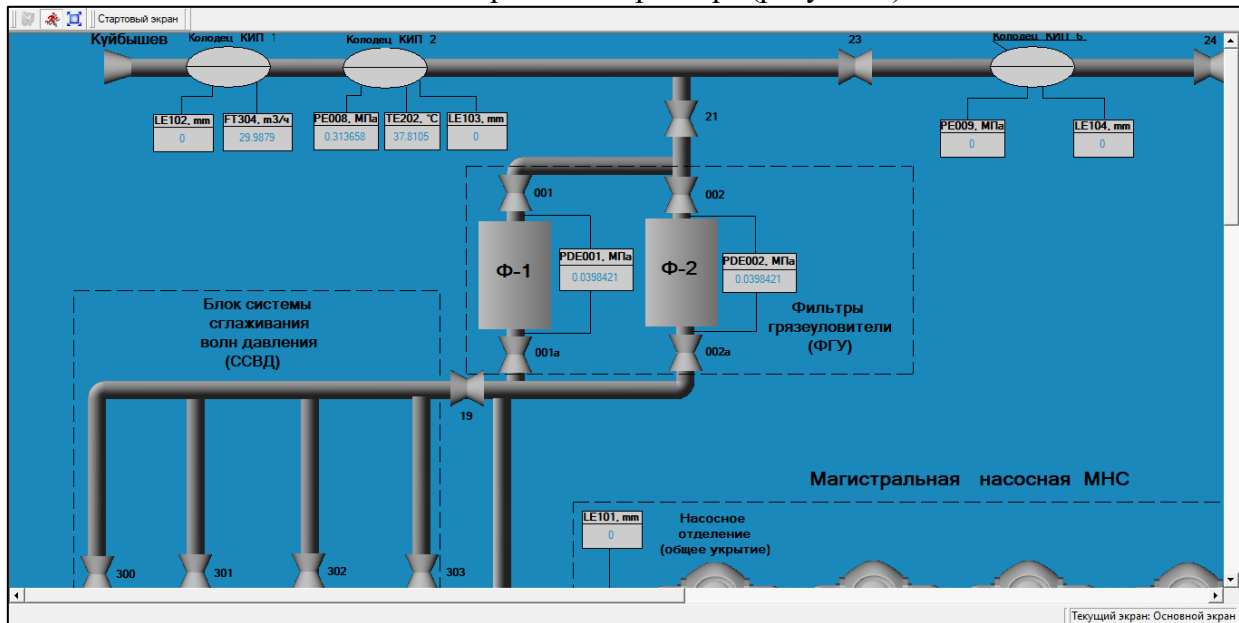 Стартовый экран
Куйбышев
Колодец КИП 1
Колодец КИП 2
23
Колодец КИП 6
24
LE102, mm
0
FT304, m3/ч
29.9879
PE008, МПа
0.313658
TE202, °C
37.8105
LE103, mm
0
21
PE009, МПа
0
LE104, mm
0
001
002
Ф-1
PDE001, МПа
0.0398421
Ф-2
PDE002, МПа
0.0398421
Блок системы
сглаживания
волн давления
(ССВД)
Фильтры
грязеуловители
(ФГУ)
001а
002а
19
Магистральная насосная МНС
LE101, mm
0
Насосное
отделение
(общее укрытие)
300
301
302
303
Текущий экран: Основной экран